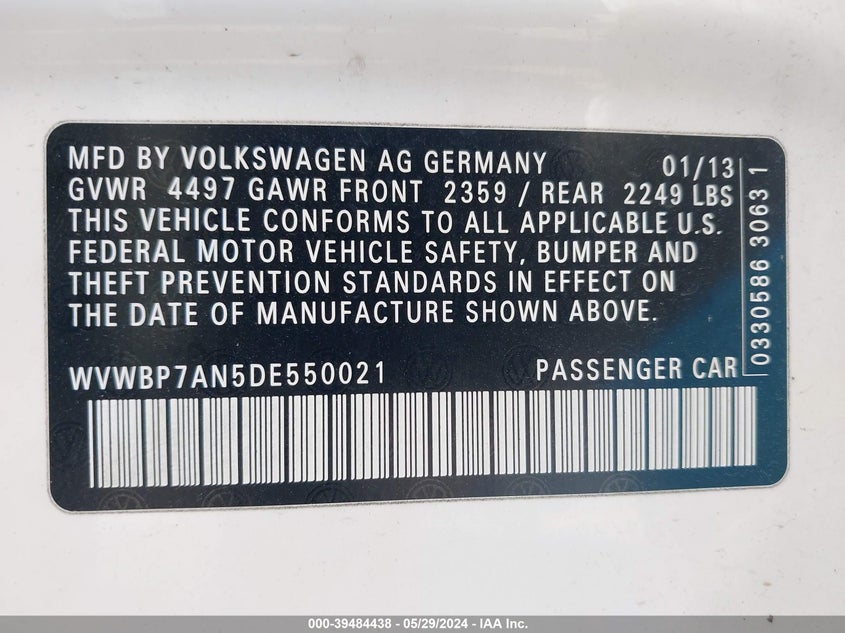 MFD BY VOLKSWAGEN AG GERMANY 01/13
GVWR 4497 GAWR FRONT 2359 / REAR 2249 LBS
THIS VEHICLE CONFORMS TO ALL APPLICABLE U.S.
FEDERAL MOTOR VEHICLE SAFETY, BUMPER AND
THEFT PREVENTION STANDARDS IN EFFECT ON
THE DATE OF MANUFACTURE SHOWN ABOVE.
WVWBP7AN5DE550021 PASSENGER CAR
0330586 3063 1
000-39484438 - 05/29/2024 - IAA Inc.